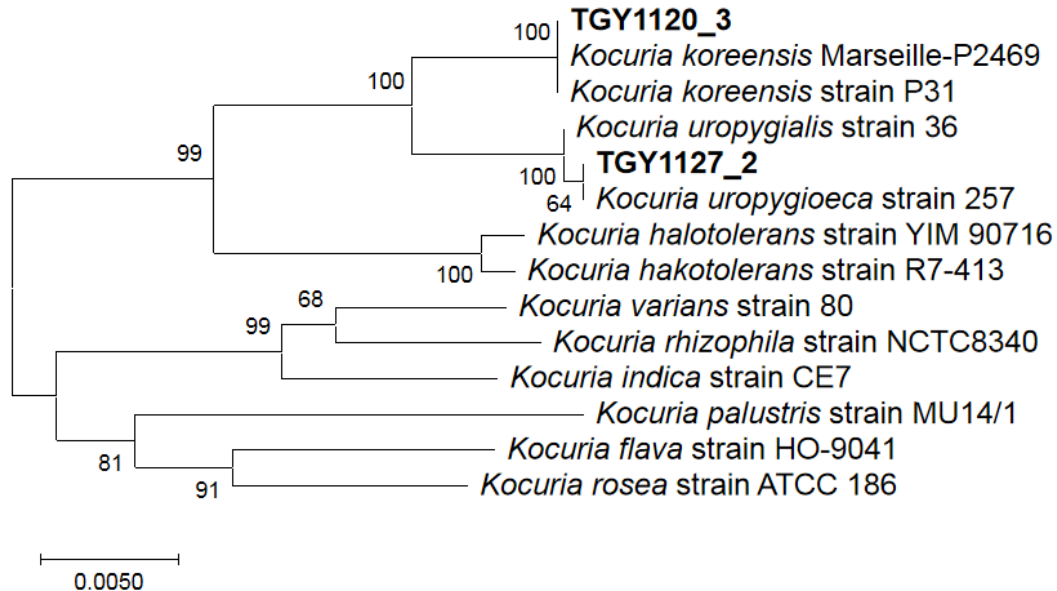 100
TGY1120_3
Kocuria koreensis Marseille-P2469
100
Kocuria koreensis strain P31
Kocuria uropygialis strain 36
99
TGY1127_2
100
64
Kocuria uropygioeca strain 257
Kocuria halotolerans strain YIM 90716
100
Kocuria hakotolerans strain R7-413
68
Kocuria varians strain 80
99
Kocuria rhizophila strain NCTC8340
Kocuria indica strain CE7
Kocuria palustris strain MU14/1
81
Kocuria flava strain HO-9041
91
Kocuria rosea strain ATCC 186
0.0050